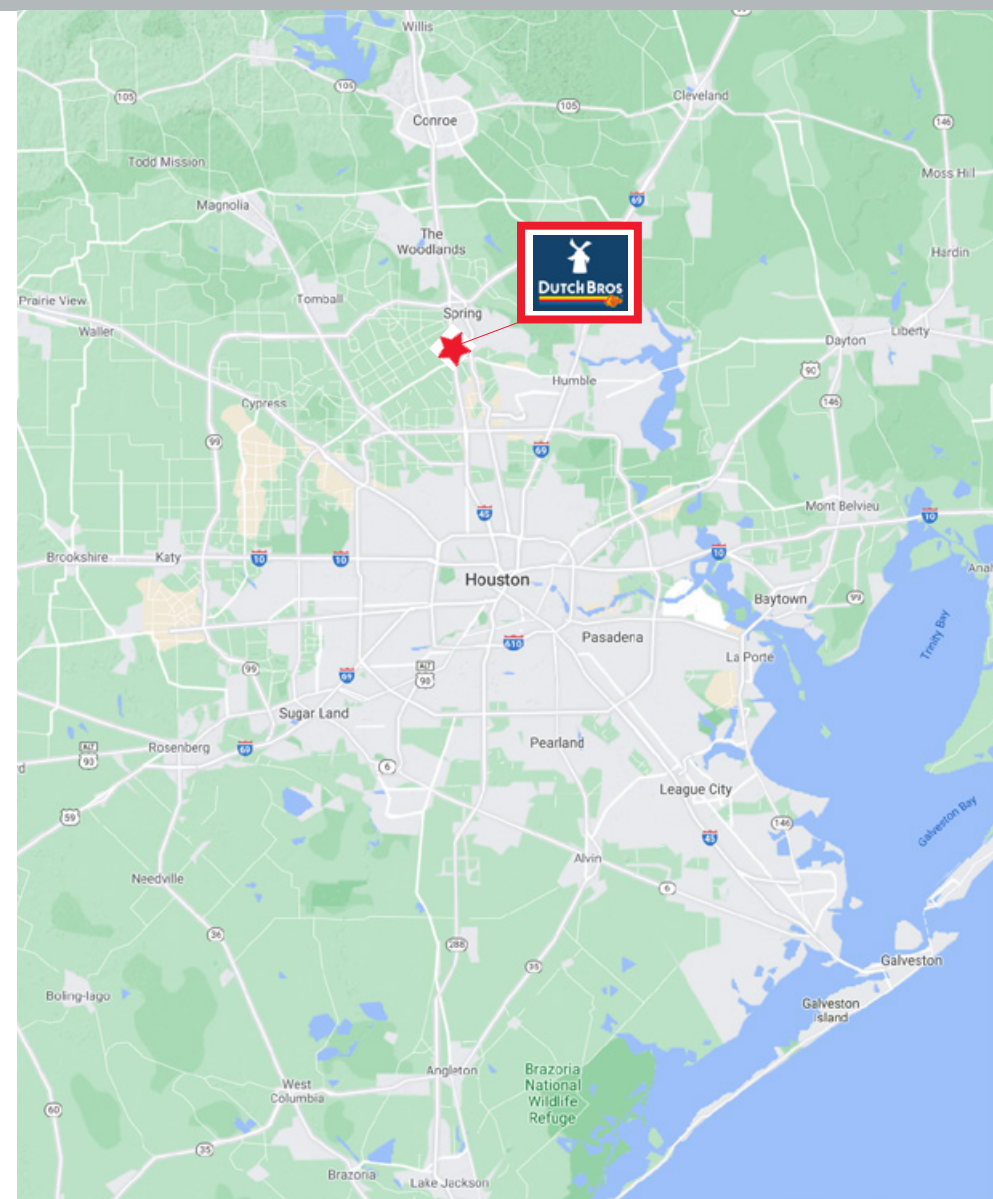 Willis
105
105
105
Cleveland
Conroe
146
Todd Mission
Moss Hill
69
Magnolia
The
Woodlands
Hardin
DUTCH BROS
Prairie View
Tomball
Spring
Waller
Liberty
Dayton
90
Humble
146
Cypress
99
69
Mont Belvieu
45
10
Brookshire
Katy
10
10
10
Houston
Baytown
99
610
Pasadena
Trinity Bay
La Porte
99
69
ALT
90
Sugar Land
Pearland
Rosenberg
69
ALT
90
6
League City
59
146
Galveston Bay
45
Alvin
Needville
6
36
288
35
Galveston
Boling-Iago
Galveston
Island
Angleton
Brazoria
National
Wildlife
Refuge
West
Columbia
60
35
Brazoria
Lake Jackson